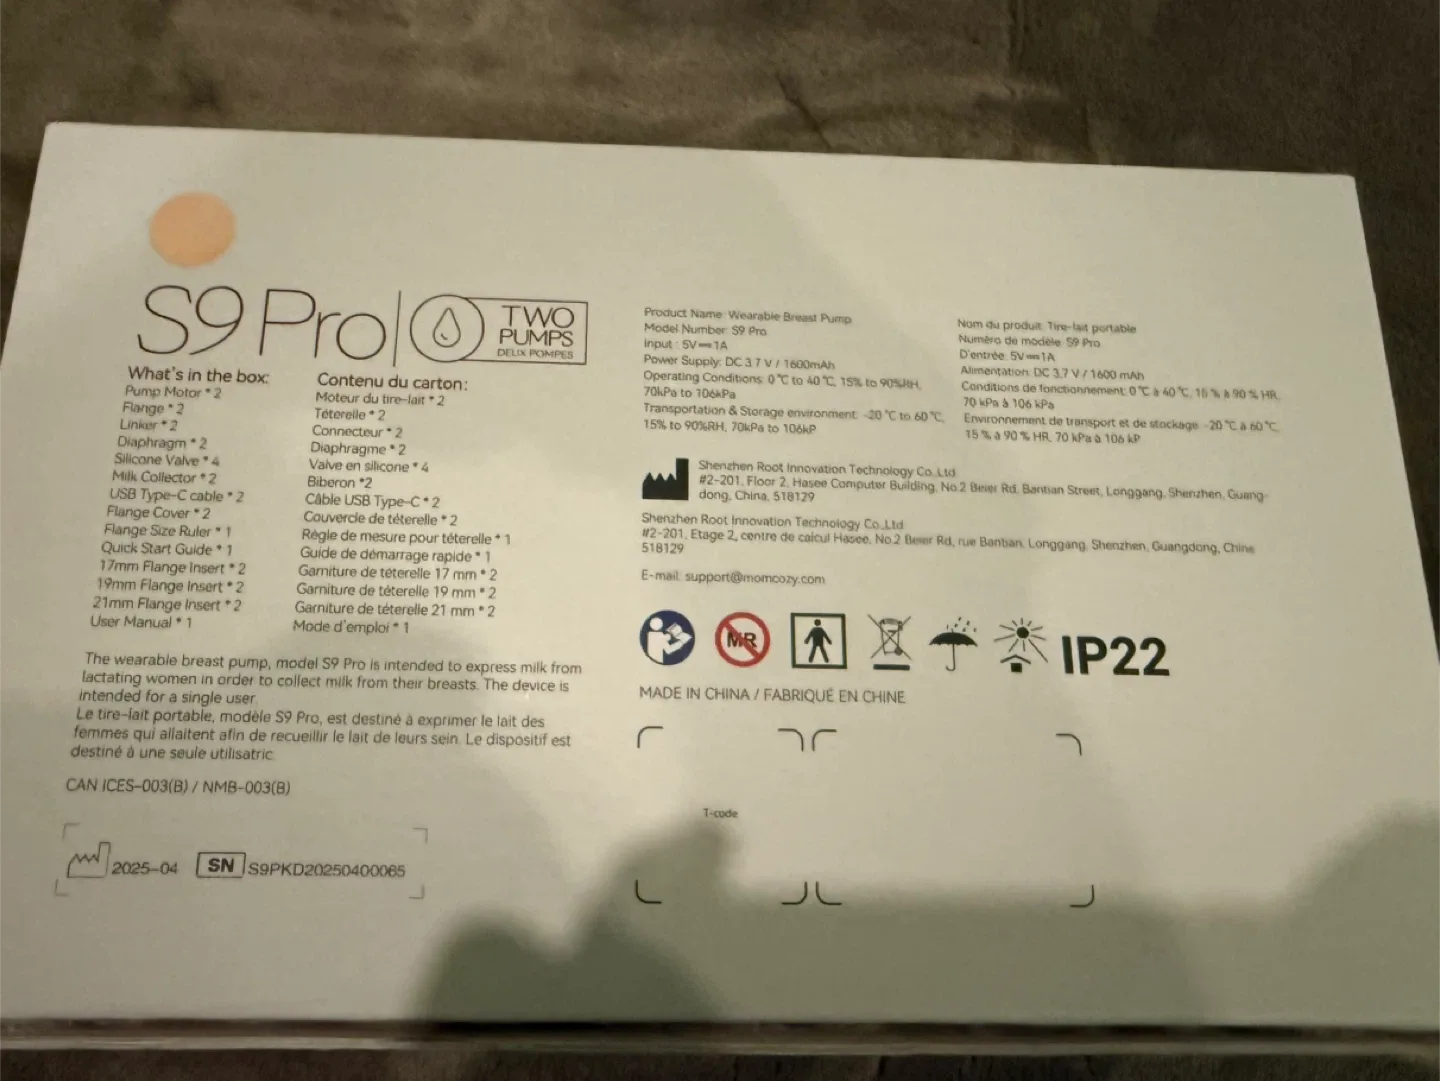 S9 Pro
TWO
PUMPS
DEUX POMPES
What's in the box:
Pump Motor * 2
Flange * 2
Linker * 2
Diaphragm * 2
Silicone Valve * 4
Milk Collector * 2
USB Type-C cable * 2
Flange Cover * 2
Flange Size Ruler * 1
Quick Start Guide * 1
17mm Flange Insert * 2
19mm Flange Insert * 2
21mm Flange Insert * 2
User Manual * 1
Contenu du carton:
Moteur du tire-lait * 2
Téterelle * 2
Connecteur * 2
Diaphragme * 2
Valve en silicone * 4
Biberon *2
Câble USB Type-C * 2
Couvercle de téterelle * 2
Règle de mesure pour téterelle * 1
Guide de démarrage rapide * 1
Garniture de téterelle 17 mm * 2
Garniture de téterelle 19 mm * 2
Garniture de téterelle 21 mm * 2
Mode d'emploi * 1
The wearable breast pump, model S9 Pro is intended to express milk from
lactating women in order to collect milk from their breasts. The device is
intended for a single user.
Le tire-lait portable, modèle S9 Pro, est destiné à exprimer le lait des
femmes qui allaitent afin de recueillir le lait de leurs sein. Le dispositif est
destiné à une seule utilisatric.
CAN ICES-003(B) / NMB-003(B)
2025-04 SN S9PKD20250400065
Product Name: Wearable Breast Pump
Model Number: S9 Pro
Input : 5V⎓1A
Power Supply: DC 3.7 V / 1600mAh
Operating Conditions: 0 °C to 40 °C, 15% to 90%RH,
70kPa to 106kPa
Transportation & Storage environment: -20 °C to 60 °C,
15% to 90%RH, 70kPa to 106kP
Nom du produit: Tire-lait portable
Numéro de modèle: S9 Pro
D'entrée: 5V⎓1A
Alimentation: DC 3.7 V / 1600 mAh
Conditions de fonctionnement: 0 °C à 40 °C, 15 % à 90 % HR,
70 kPa à 106 kPa
Environnement de transport et de stockage: -20 °C à 60 °C,
15 % à 90 % HR, 70 kPa à 106 kP
Shenzhen Root Innovation Technology Co.,Ltd
#2-201, Floor 2, Hasee Computer Building, No.2 Beier Rd, Bantian Street, Longgang, Shenzhen, Guang-
dong, China, 518129
Shenzhen Root Innovation Technology Co.,Ltd
#2-201, Etage 2, centre de calcul Hasee, No.2 Beier Rd, rue Bantian, Longgang, Shenzhen, Guangdong, Chine
518129
E-mail: support@momcozy.com
MR
IP22
MADE IN CHINA / FABRIQUÉ EN CHINE
T-code